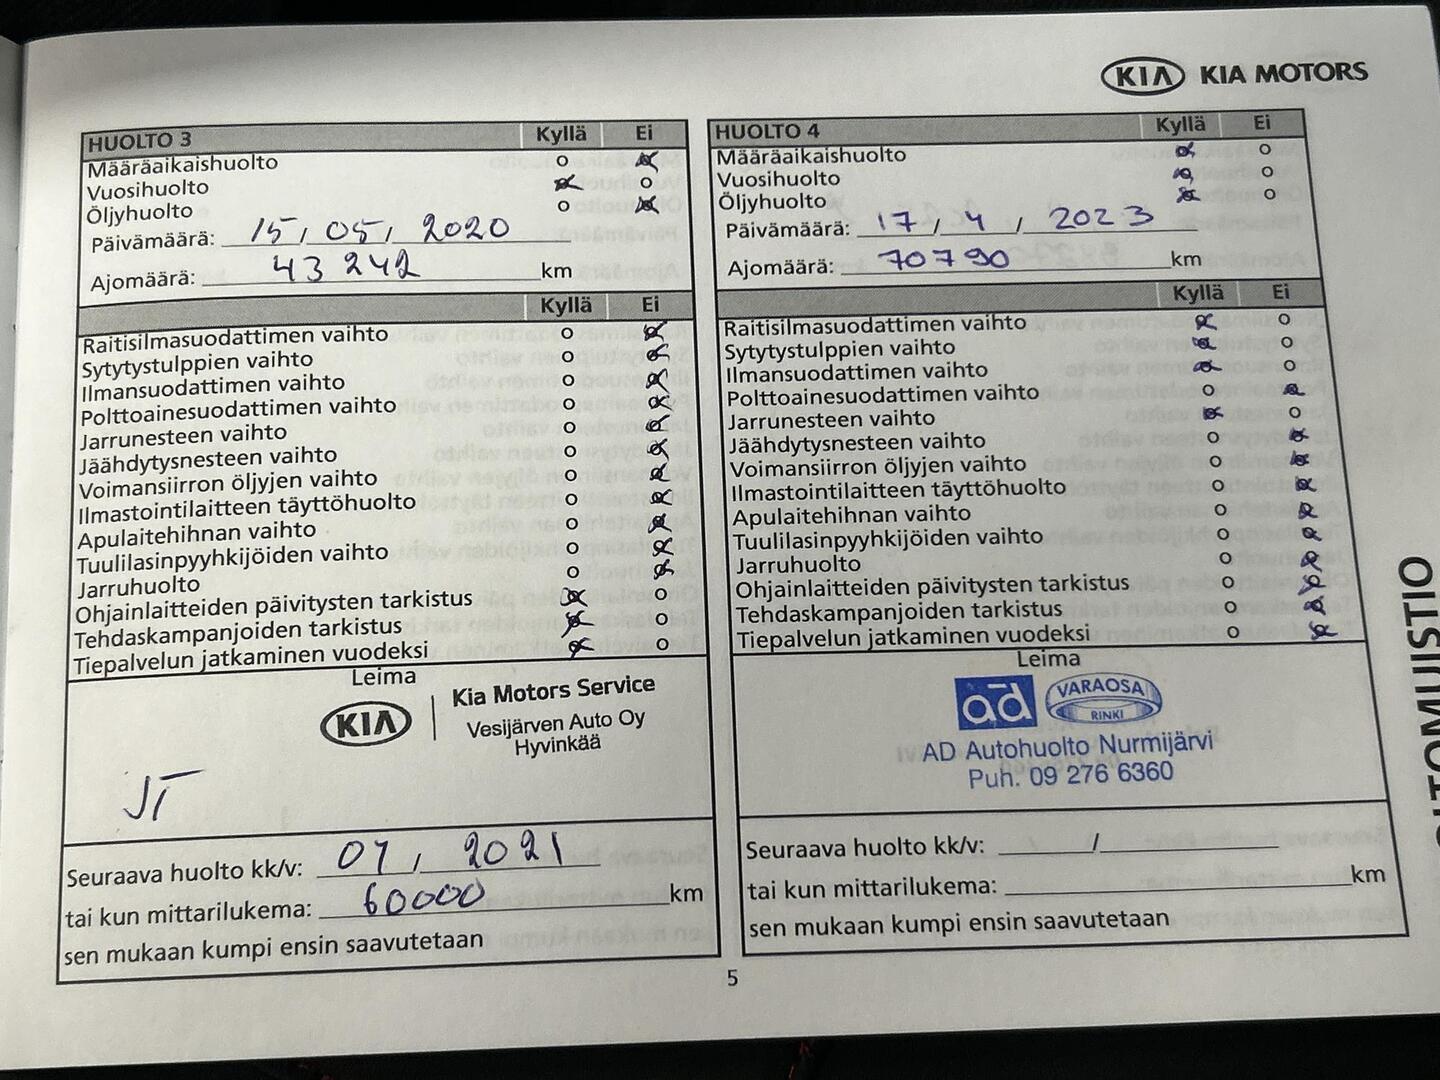 KIA KIA MOTORS
HUOLTO 3 Kyllä Ei
Määräaikaishuolto
Vuosihuolto
Öljyhuolto
Päivämäärä: 15, 05, 2020
Ajomäärä: 43 242 km
Kyllä Ei
Raitisilmasuodattimen vaihto
Sytytystulppien vaihto
Ilmansuodattimen vaihto
Polttoainesuodattimen vaihto
Jarrunesteen vaihto
Jäähdytysnesteen vaihto
Voimansiirron öljyjen vaihto
Ilmastointilaitteen täyttöhuolto
Apulaitehihnan vaihto
Tuulilasinpyyhkijöiden vaihto
Jarruhuolto
Ohjainlaitteiden päivitysten tarkistus
Tehdaskampanjoiden tarkistus
Tiepalvelun jatkaminen vuodeksi
Leima
KIA Kia Motors Service
Vesijärven Auto Oy
Hyvinkää
JT
Seuraava huolto kk/v: 07, 2021
tai kun mittarilukema: 60000 km
sen mukaan kumpi ensin saavutetaan
HUOLTO 4 Kyllä Ei
Määräaikaishuolto
Vuosihuolto
Öljyhuolto
Päivämäärä: 17, 4, 2023
Ajomäärä: 70790 km
Kyllä Ei
Raitisilmasuodattimen vaihto
Sytytystulppien vaihto
Ilmansuodattimen vaihto
Polttoainesuodattimen vaihto
Jarrunesteen vaihto
Jäähdytysnesteen vaihto
Voimansiirron öljyjen vaihto
Ilmastointilaitteen täyttöhuolto
Apulaitehihnan vaihto
Tuulilasinpyyhkijöiden vaihto
Jarruhuolto
Ohjainlaitteiden päivitysten tarkistus
Tehdaskampanjoiden tarkistus
Tiepalvelun jatkaminen vuodeksi
Leima
ad VARAOSA
RINKI
AD Autohuolto Nurmijärvi
Puh. 09 276 6360
Seuraava huolto kk/v: /
tai kun mittarilukema: km
sen mukaan kumpi ensin saavutetaan
5